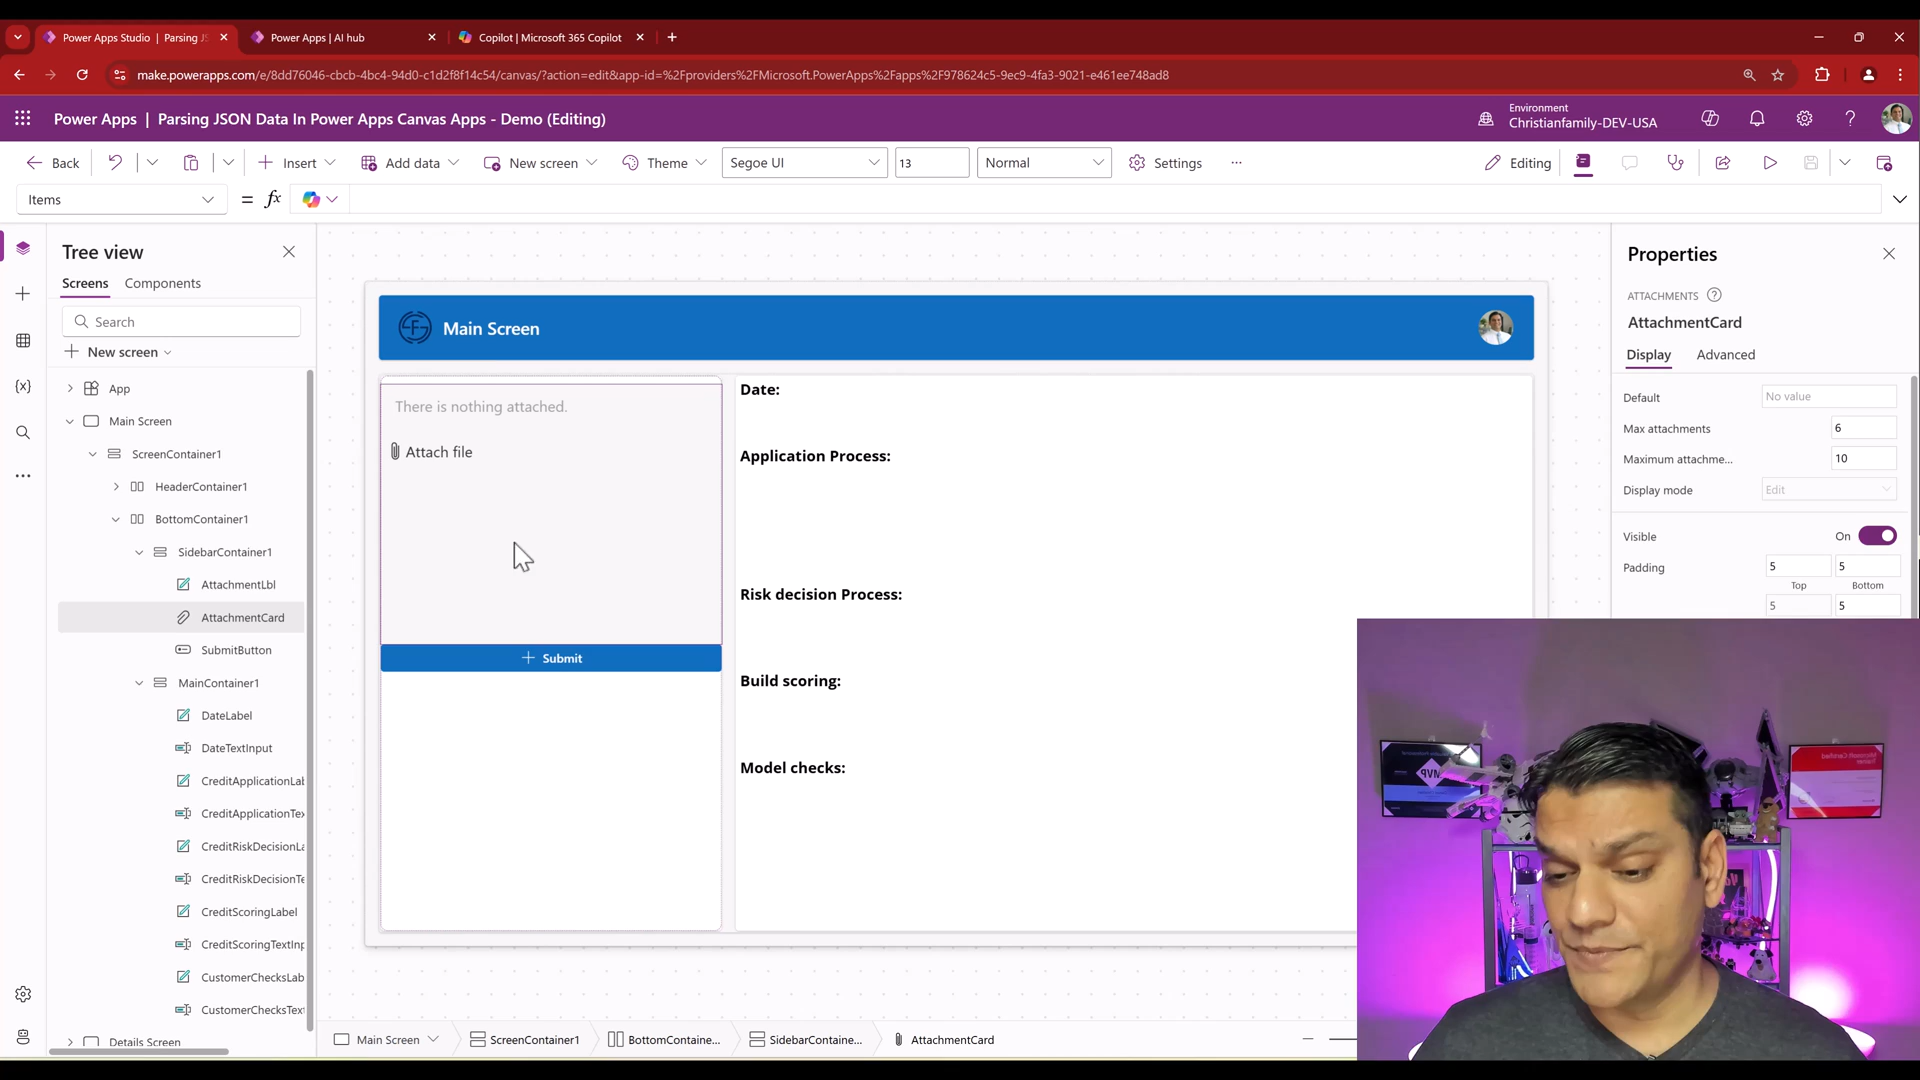 Power Apps Studio | Parsing JS
Power Apps | AI hub
Copilot | Microsoft 365 Copilot
make.powerapps.com/e/8dd76046-cbcb-4bc4-94d0-c1d2f8f14c54/canvas/?action=edit&app-id=%2Fproviders%2FMicrosoft.PowerApps%2Fapps%2F978624c5-9ec9-4fa3-9021-e461ee748ad8
Power Apps | Parsing JSON Data In Power Apps Canvas Apps - Demo (Editing)
Environment
Christianfamily-DEV-USA
Back
Insert
Add data
New screen
Theme
Segoe UI
13
Normal
Settings
Editing
Items
= fx
Tree view
Screens
Components
Search
New screen
App
Main Screen
ScreenContainer1
HeaderContainer1
BottomContainer1
SidebarContainer1
AttachmentLbl
AttachmentCard
SubmitButton
MainContainer1
DateLabel
DateTextInput
CreditApplicationLab
CreditApplicationTex
CreditRiskDecisionLa
CreditRiskDecisionTe
CreditScoringLabel
CreditScoringTextInp
CustomerChecksLab
CustomerChecksText
Details Screen
Main Screen
There is nothing attached.
Attach file
Submit
Date:
Application Process:
Risk decision Process:
Build scoring:
Model checks:
Properties
ATTACHMENTS
AttachmentCard
Display
Advanced
Default
No value
Max attachments
6
Maximum attachme...
10
Display mode
Edit
Visible
On
Padding
5
5
Top
Bottom
5
5
Main Screen
ScreenContainer1
BottomContaine...
SidebarContaine...
AttachmentCard